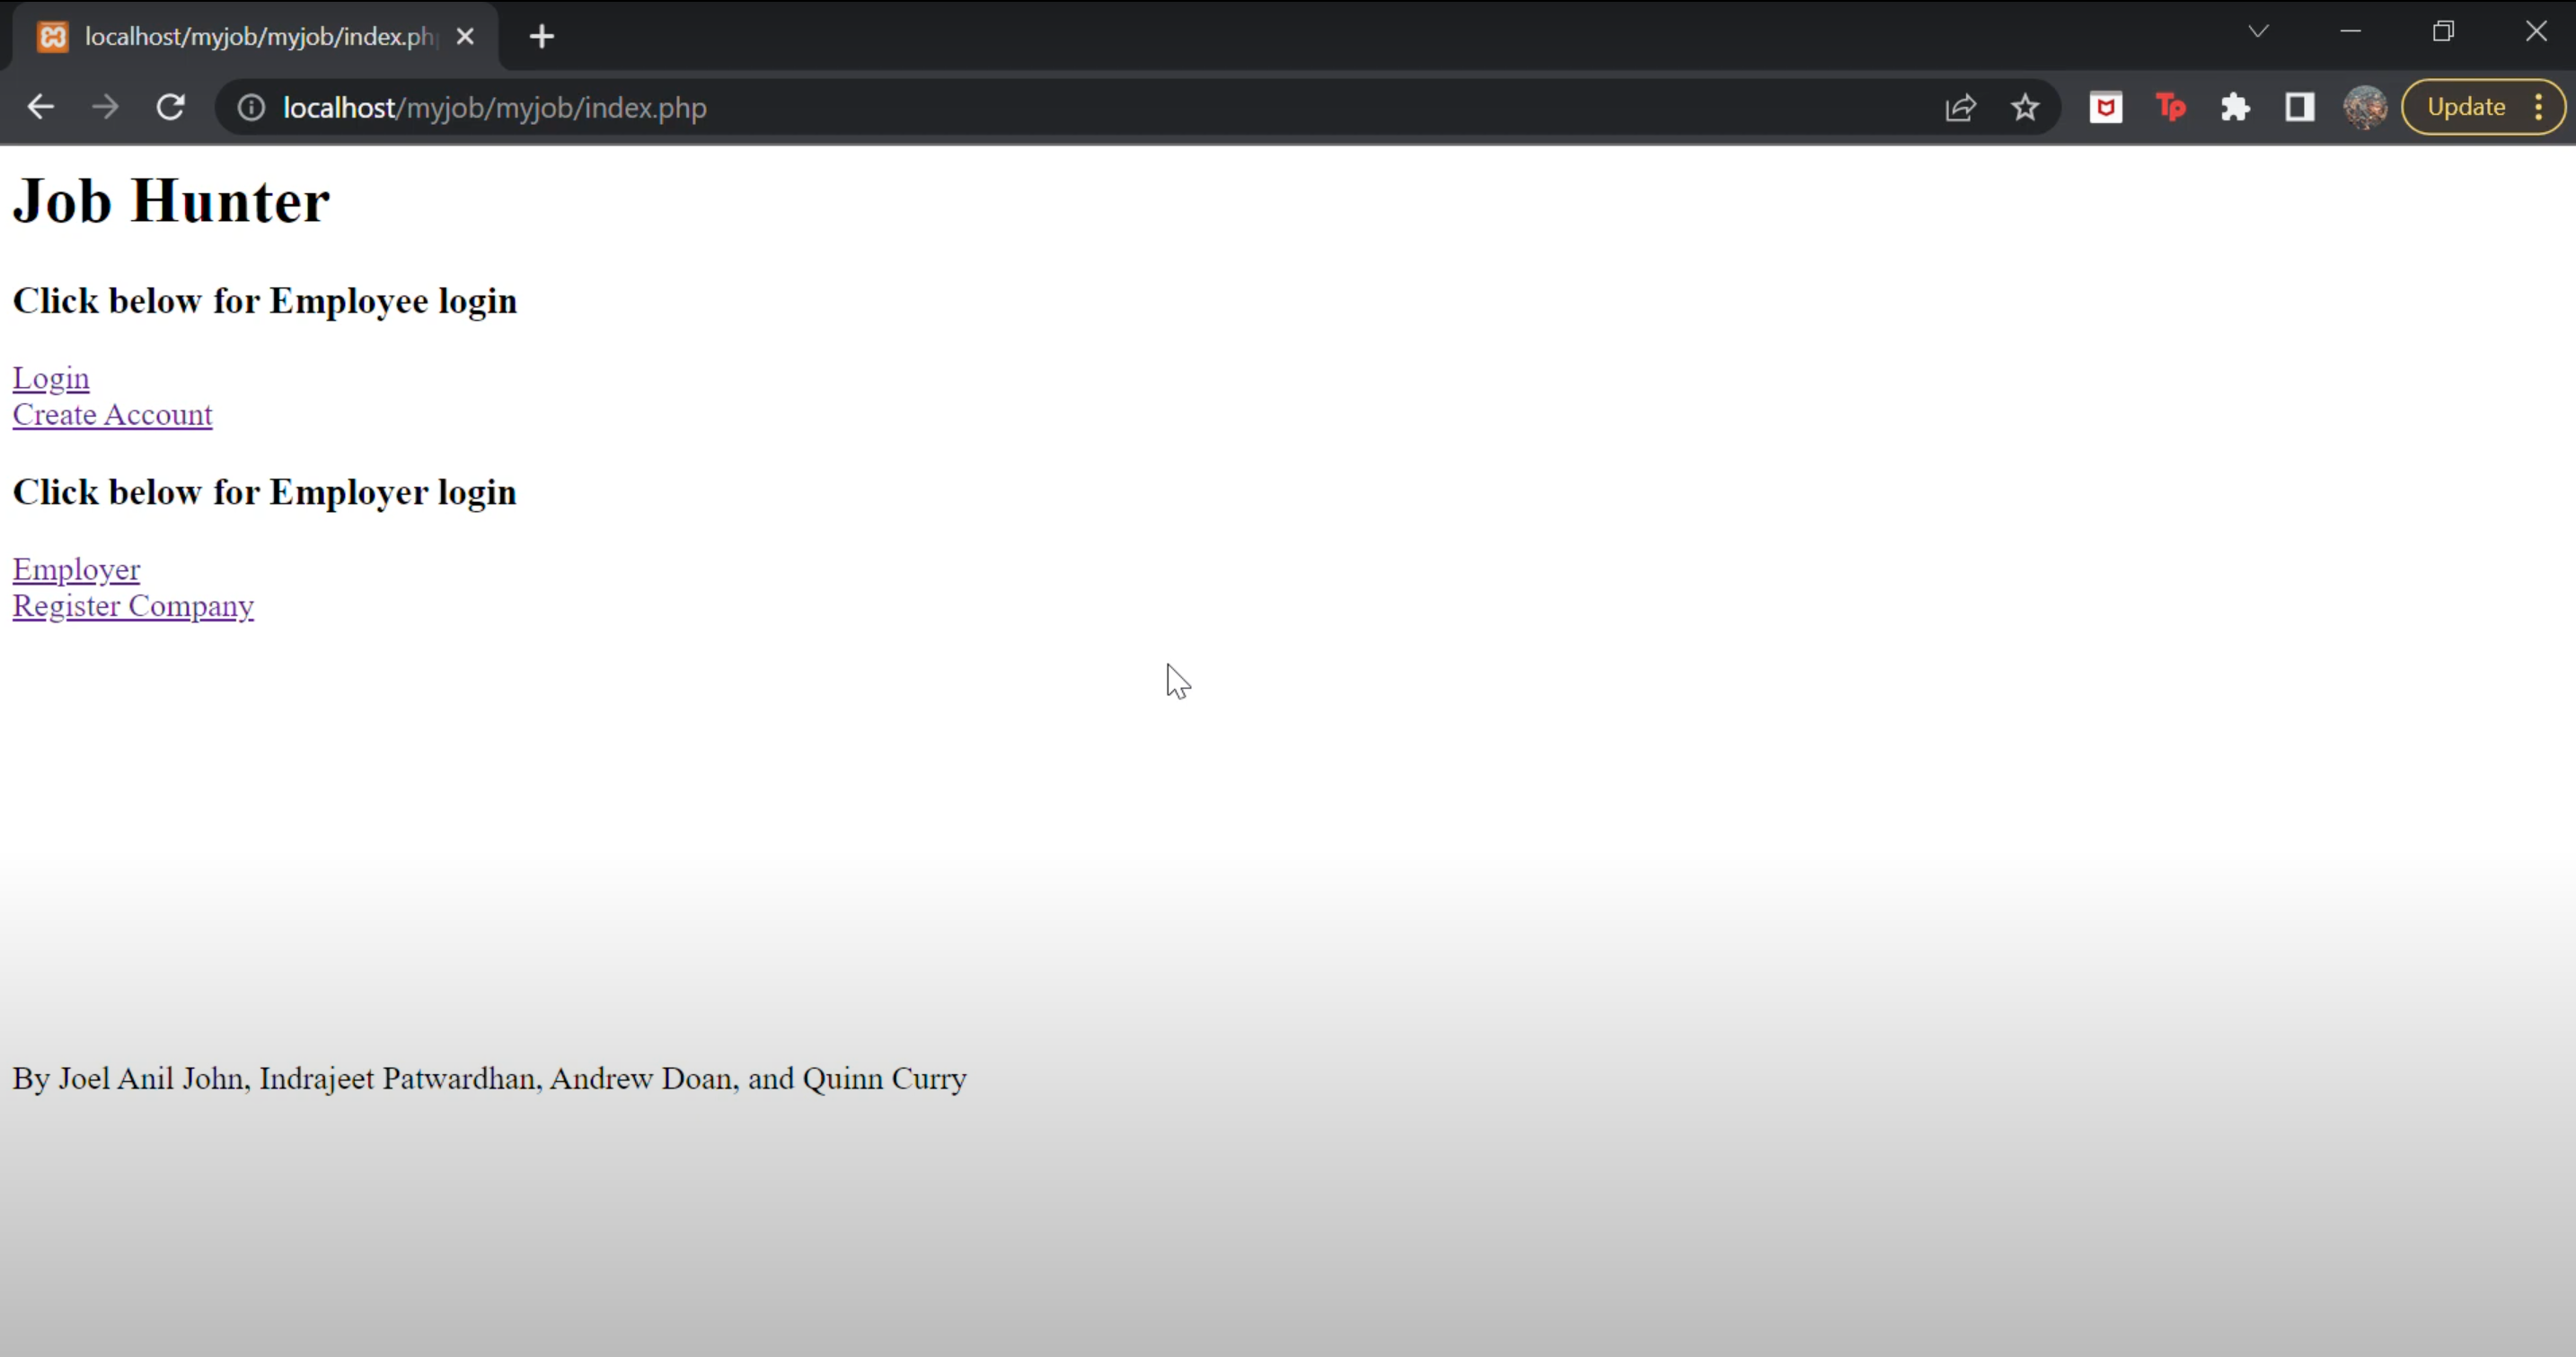 localhost/myjob/myjob/index.ph
localhost/myjob/myjob/index.php
Tp
Update
Job Hunter
Click below for Employee login
Login
Create Account
Click below for Employer login
Employer
Register Company
By Joel Anil John, Indrajeet Patwardhan, Andrew Doan, and Quinn Curry